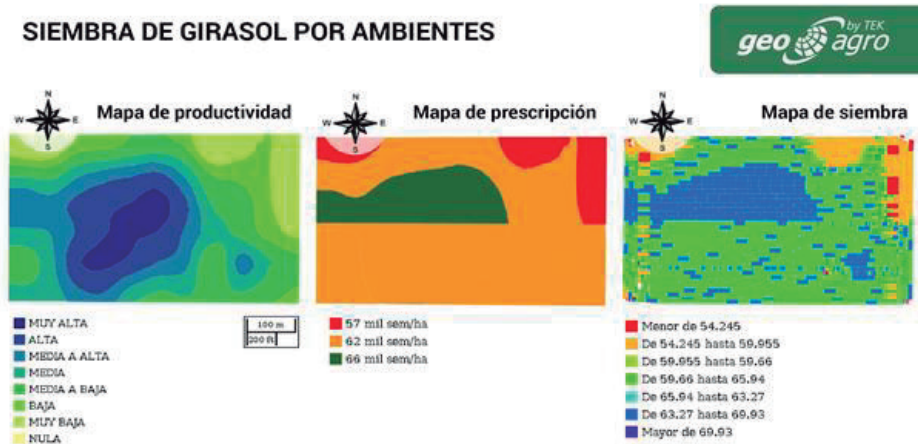 SIEMBRA DE GIRASOL POR AMBIENTES
geo agro by TEK
Mapa de productividad
Mapa de prescripción
Mapa de siembra
N
W E
S
N
W E
S
N
W E
S
MUY ALTA
ALTA
MEDIA A ALTA
MEDIA
MEDIA A BAJA
BAJA
MUY BAJA
NULA
100 m
200 ft
57 mil sem/ha
62 mil sem/ha
66 mil sem/ha
Menor de 54.245
De 54.245 hasta 59.955
De 59.955 hasta 59.66
De 59.66 hasta 65.94
De 65.94 hasta 63.27
De 63.27 hasta 69.93
Mayor de 69.93